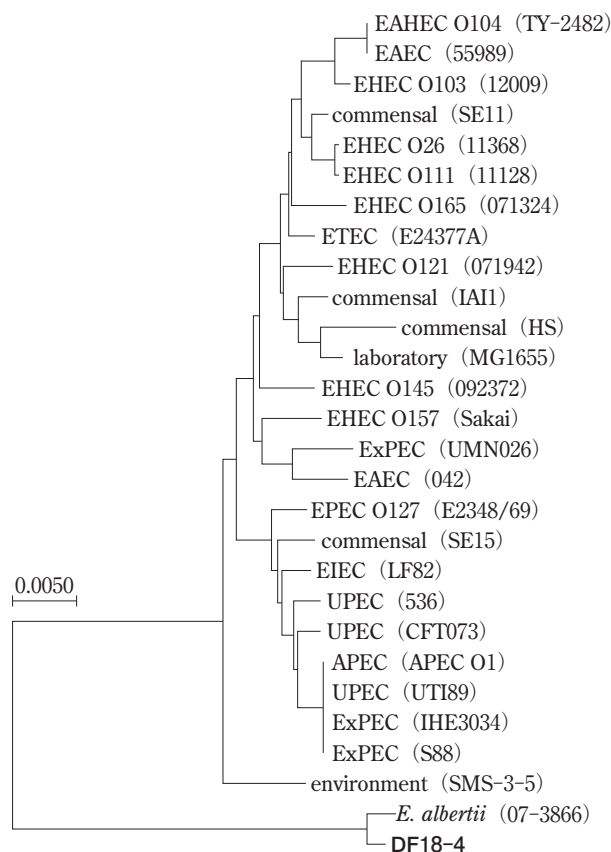 EAHEC O104 (TY-2482)
EAEC (55989)
EHEC O103 (12009)
commensal (SE11)
EHEC O26 (11368)
EHEC O111 (11128)
EHEC O165 (071324)
ETEC (E24377A)
EHEC O121 (071942)
commensal (IAI1)
commensal (HS)
laboratory (MG1655)
EHEC O145 (092372)
EHEC O157 (Sakai)
ExPEC (UMN026)
EAEC (042)
EPEC O127 (E2348/69)
commensal (SE15)
EIEC (LF82)
0.0050
UPEC (536)
UPEC (CFT073)
APEC (APEC O1)
UPEC (UTI89)
ExPEC (IHE3034)
ExPEC (S88)
environment (SMS-3-5)
E. albertii (07-3866)
DF18-4